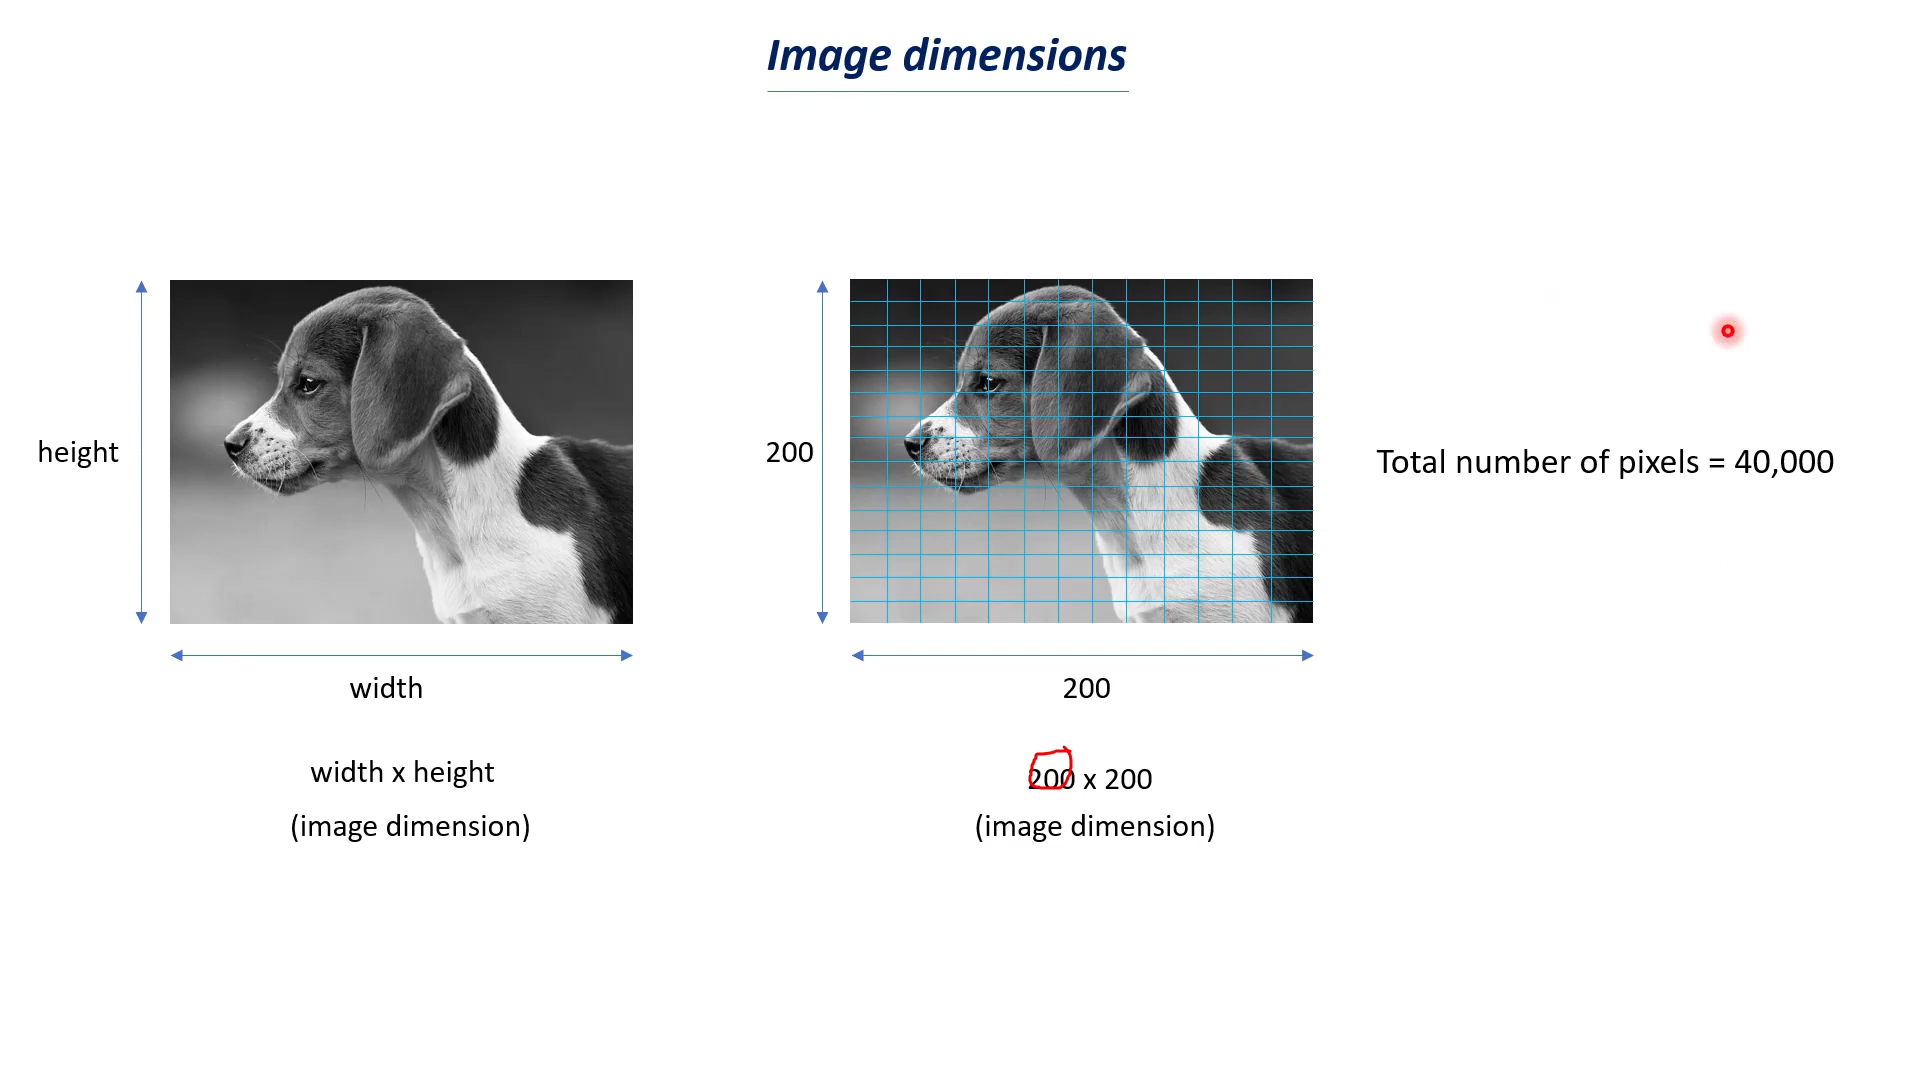 Image dimensions
height
width
width x height
(image dimension)
200
200
200 x 200
(image dimension)
Total number of pixels = 40,000